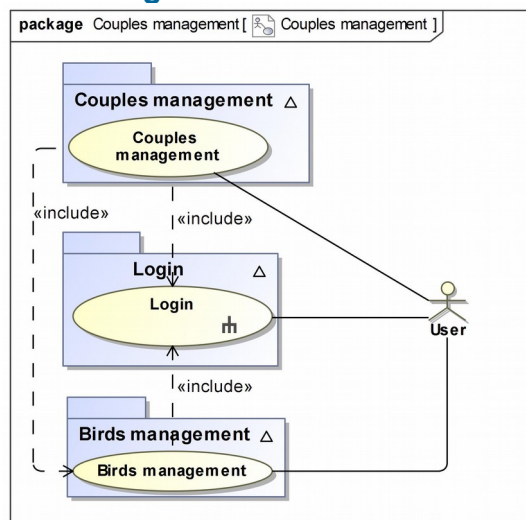 package Couples management[ Couples management ]
Couples management
Couples
management
«include»
«include»
Login
Login
User
«include»
Birds management
Birds management